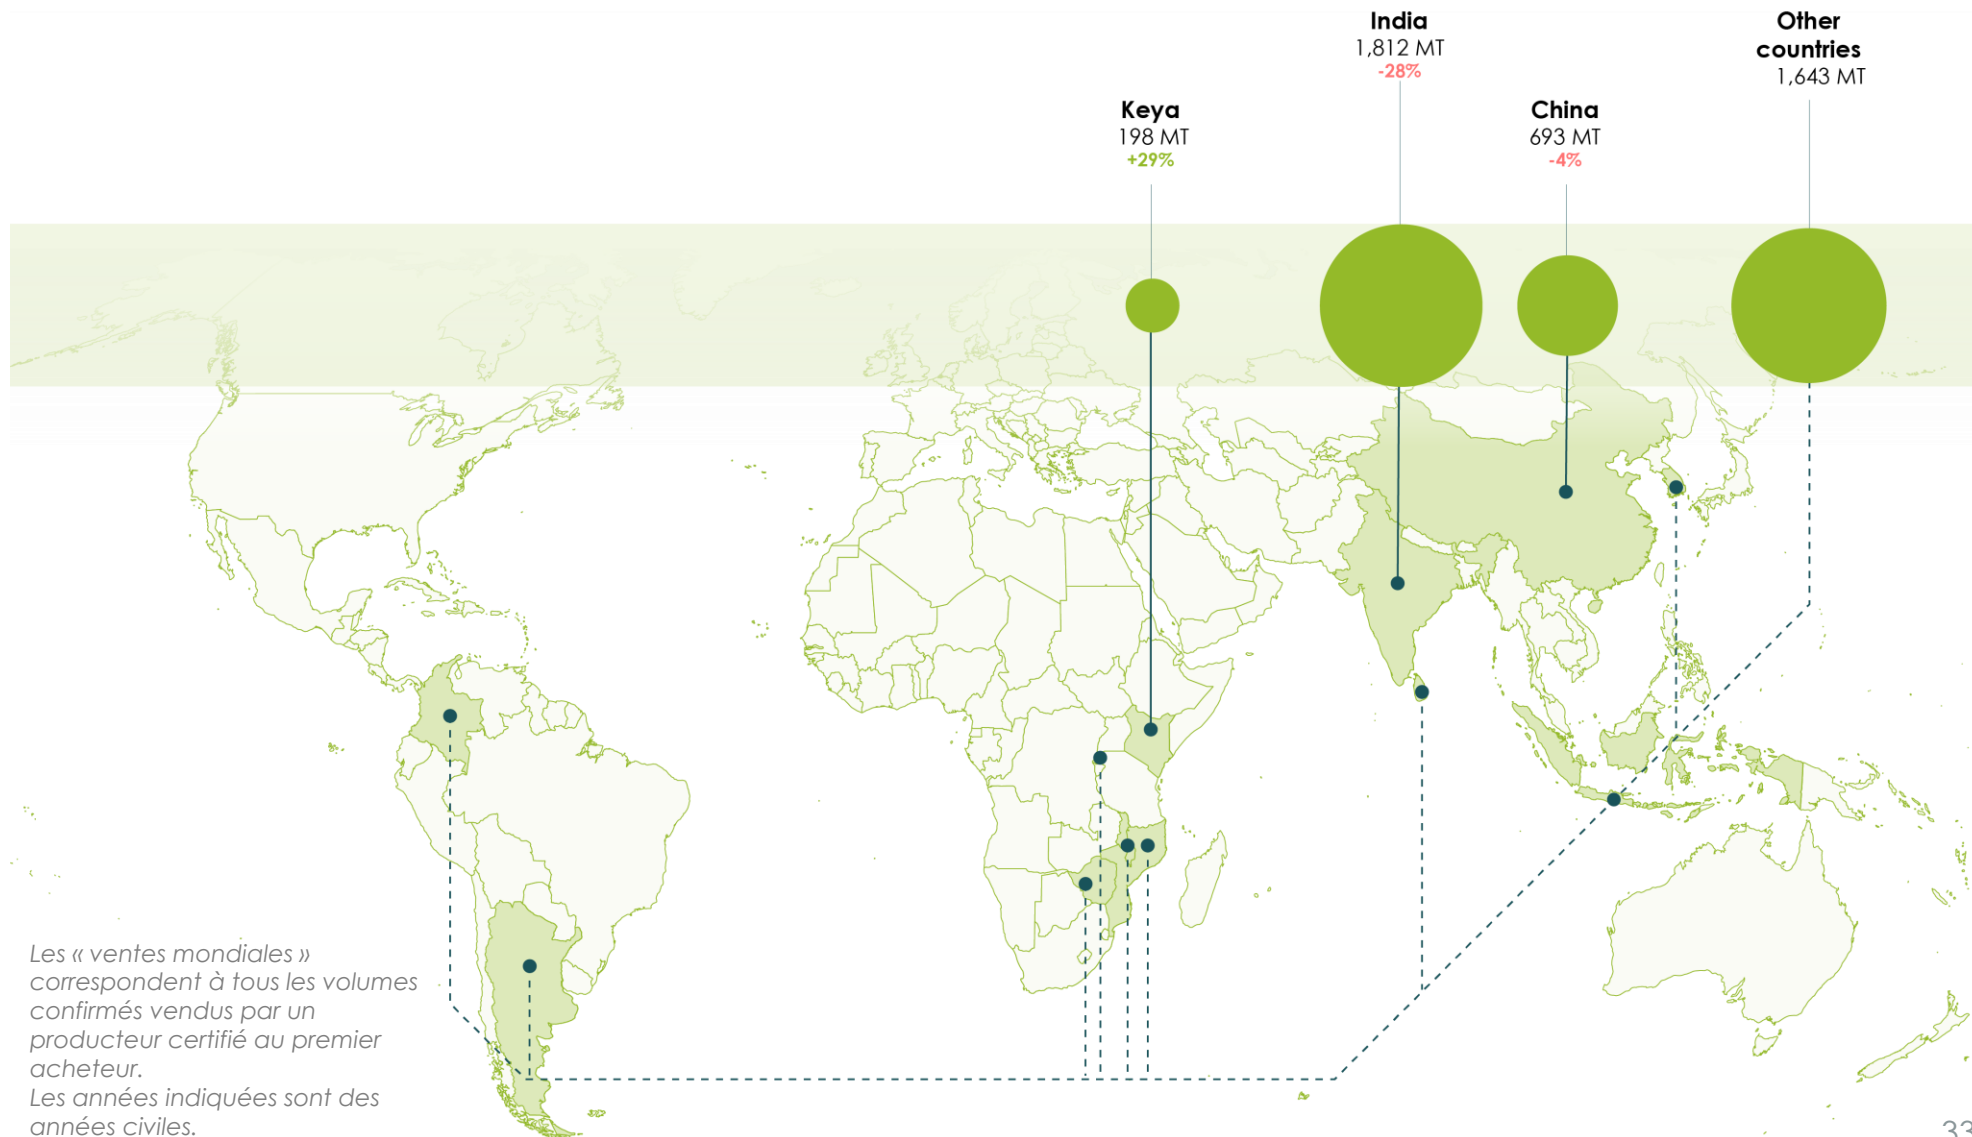 India
1,812 MT
-28%
Other
countries
1,643 MT
Keya
198 MT
+29%
China
693 MT
-4%
Les « ventes mondiales »
correspondent à tous les volumes
confirmés vendus par un
producteur certifié au premier
acheteur.
Les années indiquées sont des
années civiles.
33